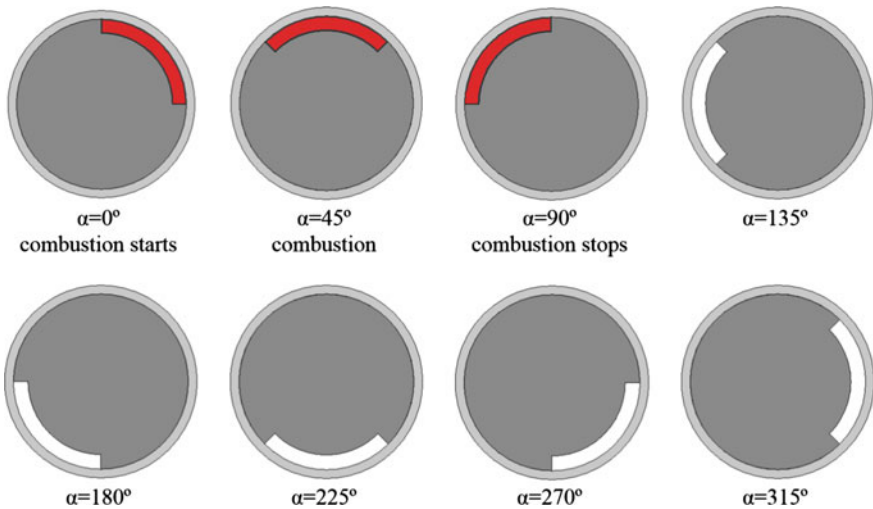 α=0º
combustion starts
α=45º
combustion
α=90º
combustion stops
α=135º
α=180º
α=225º
α=270º
α=315º